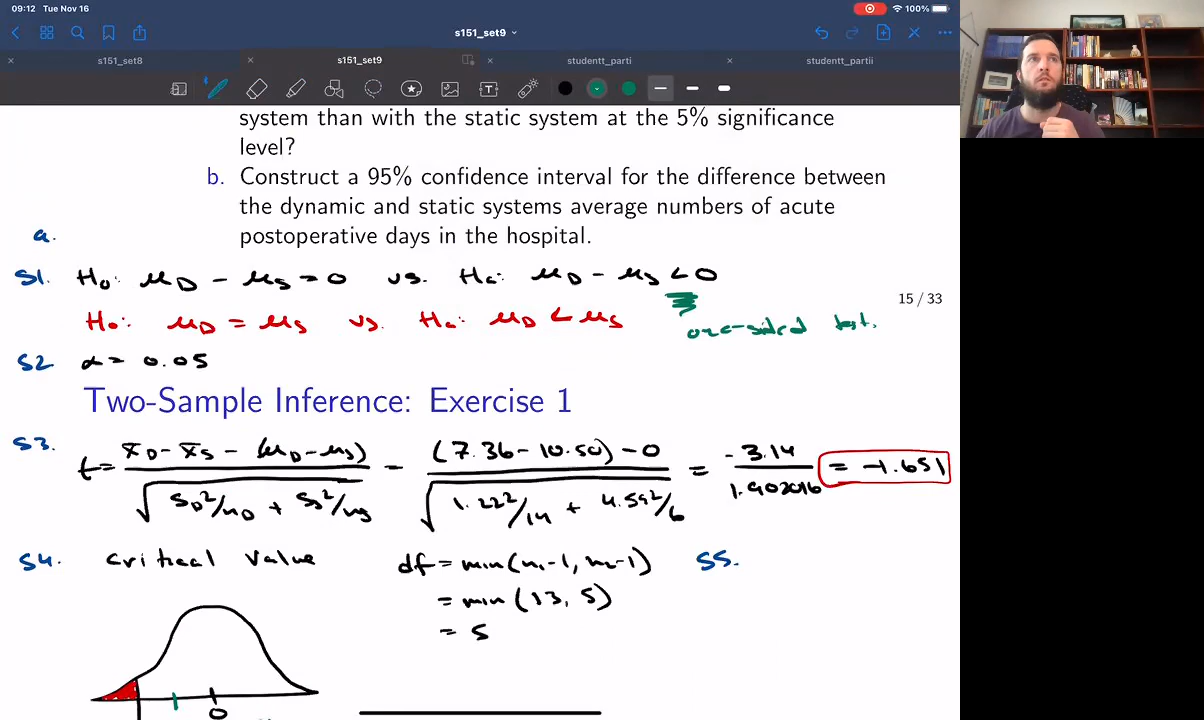 09:12 Tue Nov 16
100%
s151_set9
s151_set8
s151_set9
studentt_parti
studentt_partii
system than with the static system at the 5% significance
level?
b. Construct a 95% confidence interval for the difference between
the dynamic and static systems average numbers of acute
postoperative days in the hospital.
a.
S1. H₀: μD - μS = 0 vs. Ha: μD - μS < 0
15 / 33
H₀: μD = μS vs. Ha: μD < μS
one-sided test.
S2 α = 0.05
Two-Sample Inference: Exercise 1
S3. t = x̄D - x̄S - (μD - μS) / √(SD²/nD + SS²/nS) = (7.36 - 10.50) - 0 / √(1.22²/14 + 4.59²/6) = -3.14 / 1.902016 = -1.651
S4. critical value df = min(n₁-1, n₂-1) S5.
= min(13, 5)
= 5
0